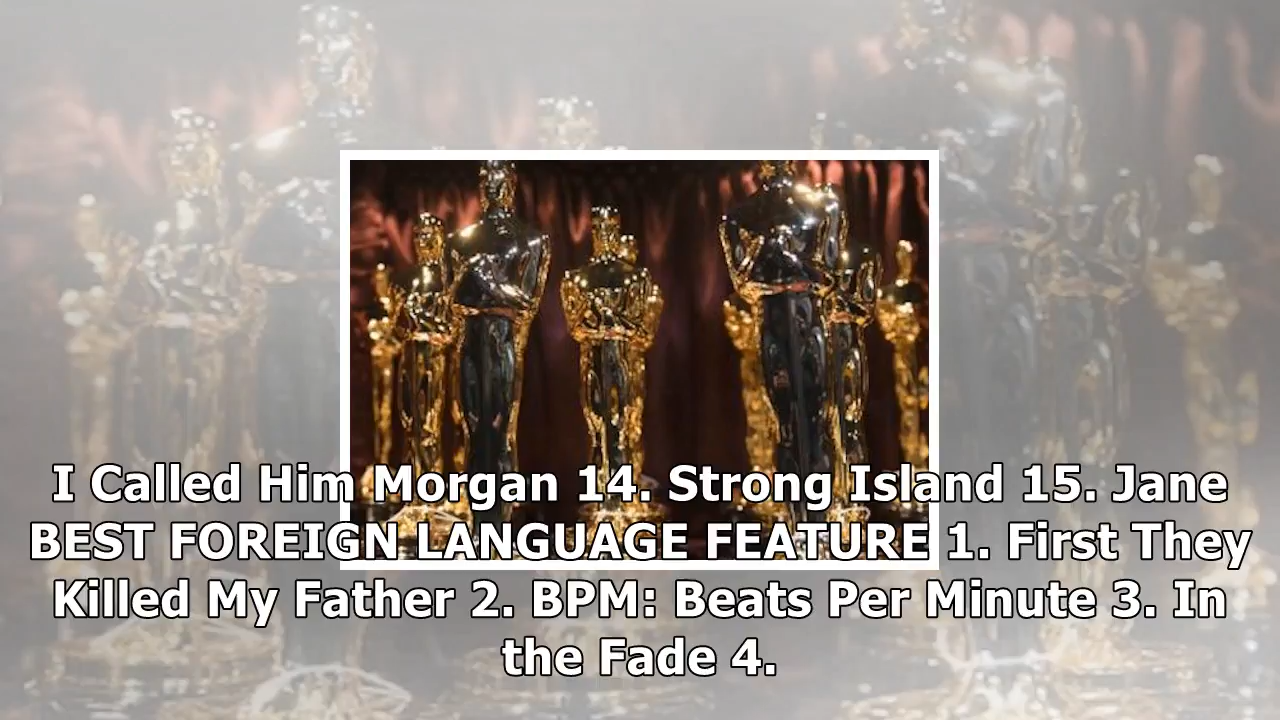 I Called Him Morgan 14. Strong Island 15. Jane
BEST FOREIGN LANGUAGE FEATURE 1. First They
Killed My Father 2. BPM: Beats Per Minute 3. In
the Fade 4.